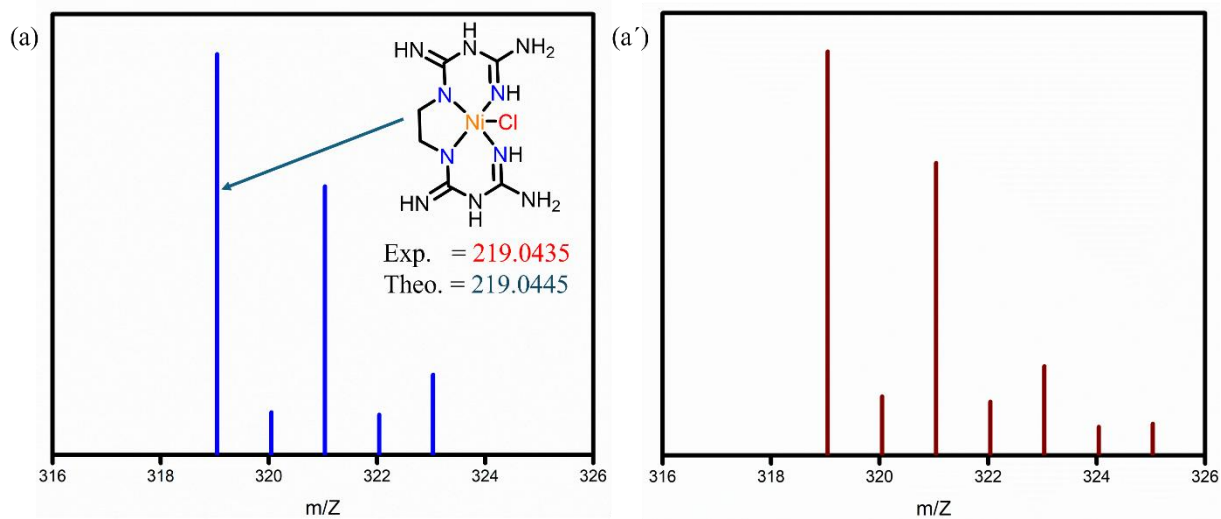 (a)
HN
H
N
NH2
N
NH
Ni
Cl
N
NH
HN
N
H
NH2
Exp. = 219.0435
Theo. = 219.0445
316 318 320 322 324 326
m/Z
(a´)
316 318 320 322 324 326
m/Z